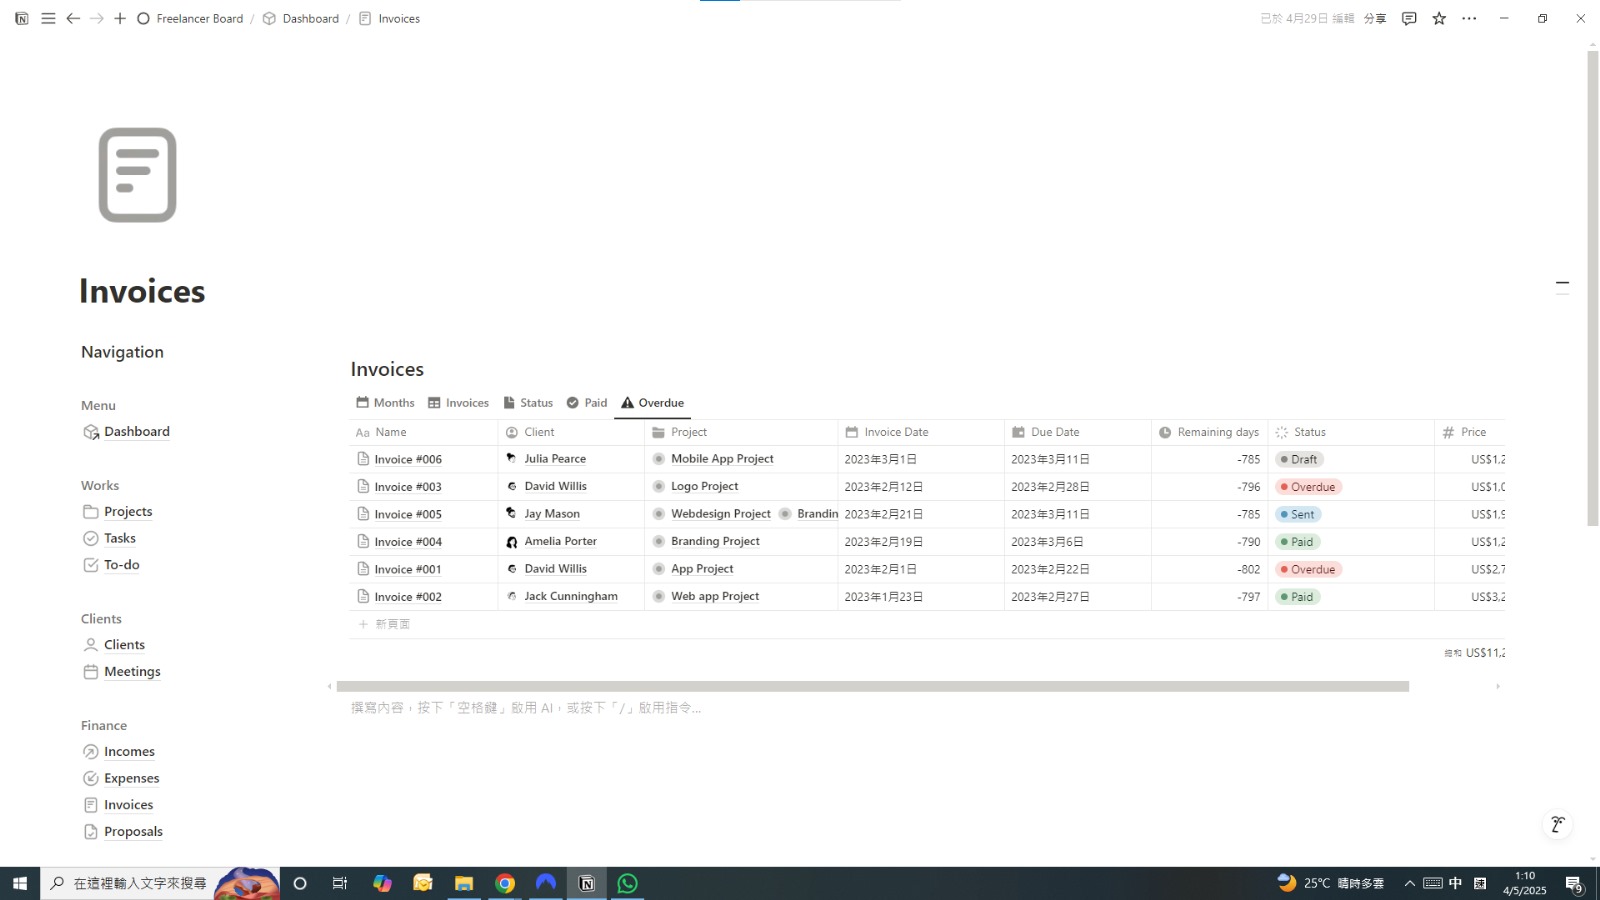 Freelancer Board / Dashboard / Invoices 已於 4月29日 編輯 分享
Invoices
Navigation
Menu
Dashboard
Works
Projects
Tasks
To-do
Clients
Clients
Meetings
Finance
Incomes
Expenses
Invoices
Proposals
Invoices
Months Invoices Status Paid Overdue
Aa Name Client Project Invoice Date Due Date Remaining days Status # Price
Invoice #006 Julia Pearce Mobile App Project 2023年3月1日 2023年3月11日 -785 Draft US$1,2
Invoice #003 David Willis Logo Project 2023年2月12日 2023年2月28日 -796 Overdue US$1,0
Invoice #005 Jay Mason Webdesign Project Brandin 2023年2月21日 2023年3月11日 -785 Sent US$1,9
Invoice #004 Amelia Porter Branding Project 2023年2月19日 2023年3月6日 -790 Paid US$1,2
Invoice #001 David Willis App Project 2023年2月1日 2023年2月22日 -802 Overdue US$2,7
Invoice #002 Jack Cunningham Web app Project 2023年1月23日 2023年2月27日 -797 Paid US$3,2
+ 新頁面
總和 US$11,2
撰寫內容，按下「空格鍵」啟用 AI，或按下「/」啟用指令...
在這裡輸入文字來搜尋 25°C 晴時多雲 中 速 1:10 9
4/5/2025